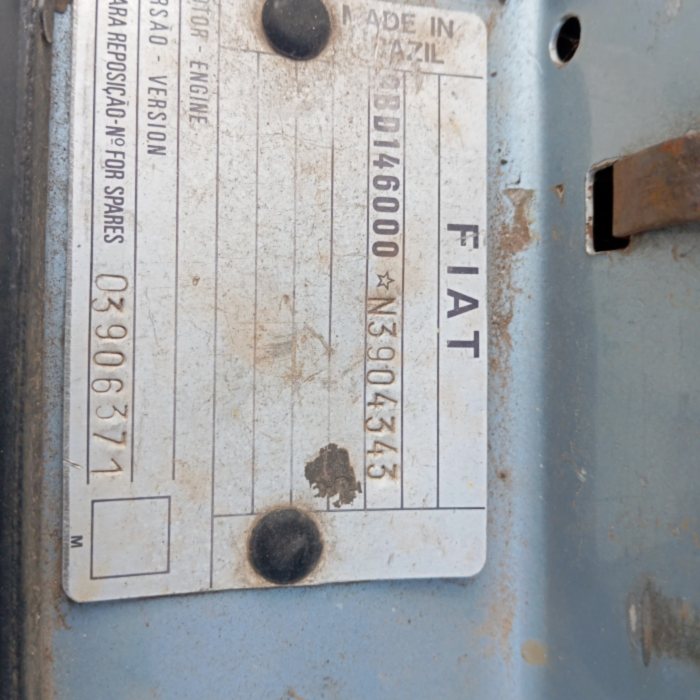 FIAT
MADE IN
BRAZIL
9BD146000 ☆ N3904343
MOTOR - ENGINE
VERSÃO - VERSION
PARA REPOSIÇÃO-Nº FOR SPARES 03906371
M